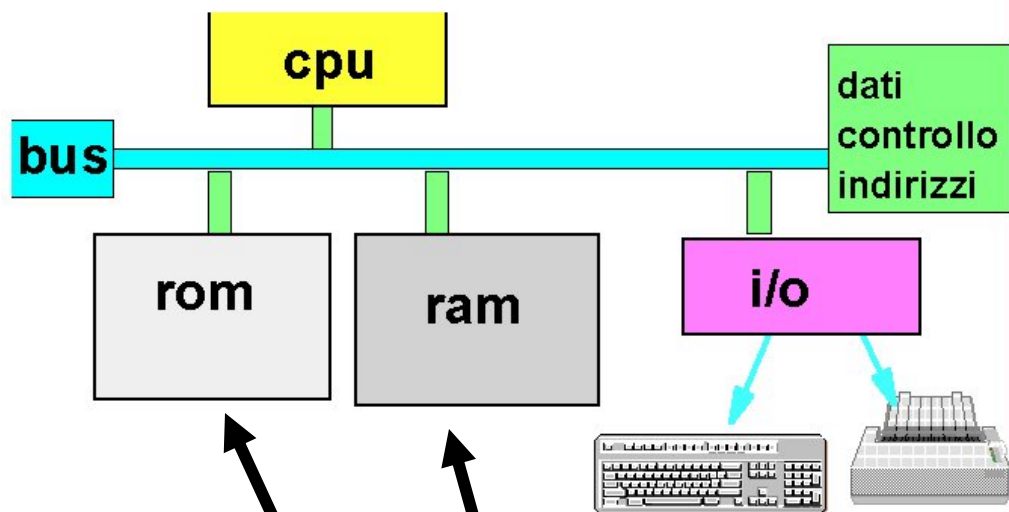 cpu
bus
dati
controllo
indirizzi
rom
ram
i/o